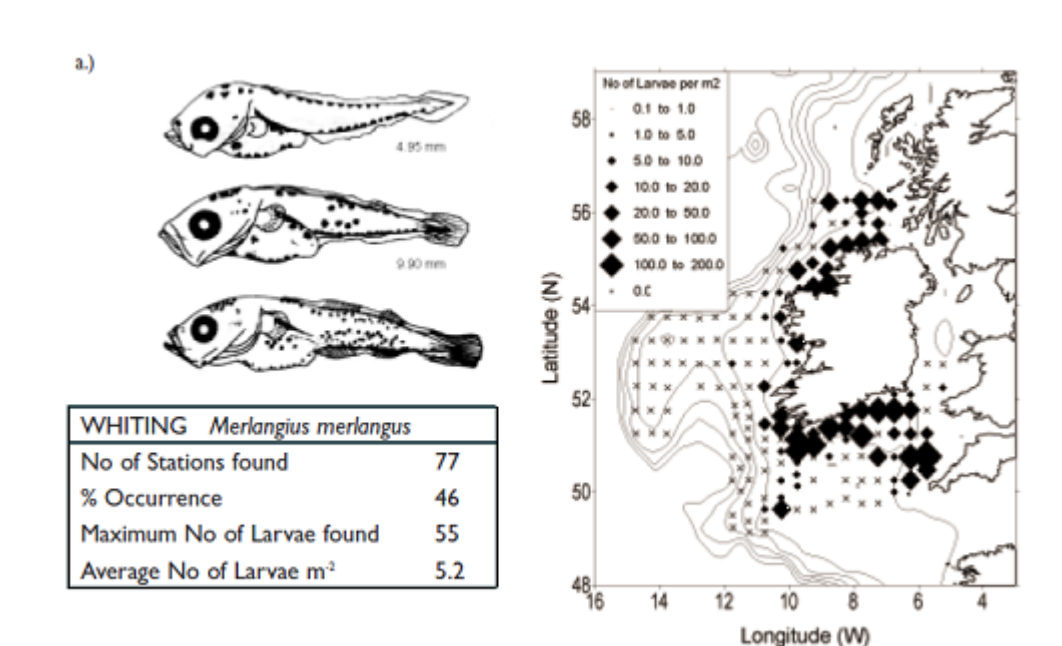 a.)
4.95 mm
9.90 mm
WHITING Merlangius merlangus
No of Stations found 77
% Occurrence 46
Maximum No of Larvae found 55
Average No of Larvae m-2 5.2
No of Larve per m2
0.1 to 1.0
1.0 to 5.0
5.0 to 10.0
10.0 to 20.0
20.0 to 50.0
50.0 to 100.0
100.0 to 200.0
0.0
58
56
54
52
50
48
Latitude (N)
16 14 12 10 8 6 4
Longitude (W)